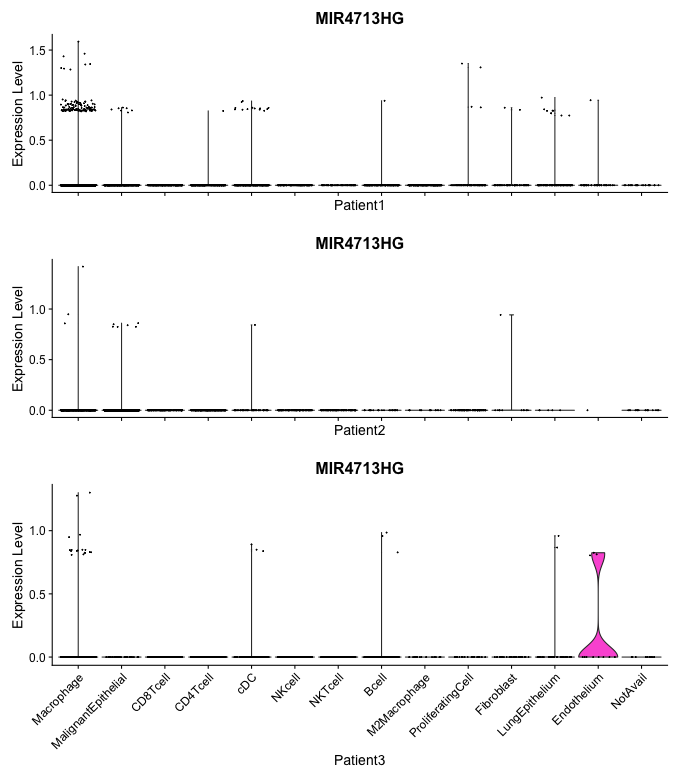 MIR4713HG
Expression Level
1.5
1.0
0.5
0.0
Patient1
MIR4713HG
Expression Level
1.0
0.5
0.0
Patient2
MIR4713HG
Expression Level
1.0
0.5
0.0
Macrophage
MalignantEpithelial
CD8Tcell
CD4Tcell
cDC
NKcell
NKTcell
Bcell
M2Macrophage
ProliferatingCell
Fibroblast
LungEpithelium
Endothelium
NotAvail
Patient3